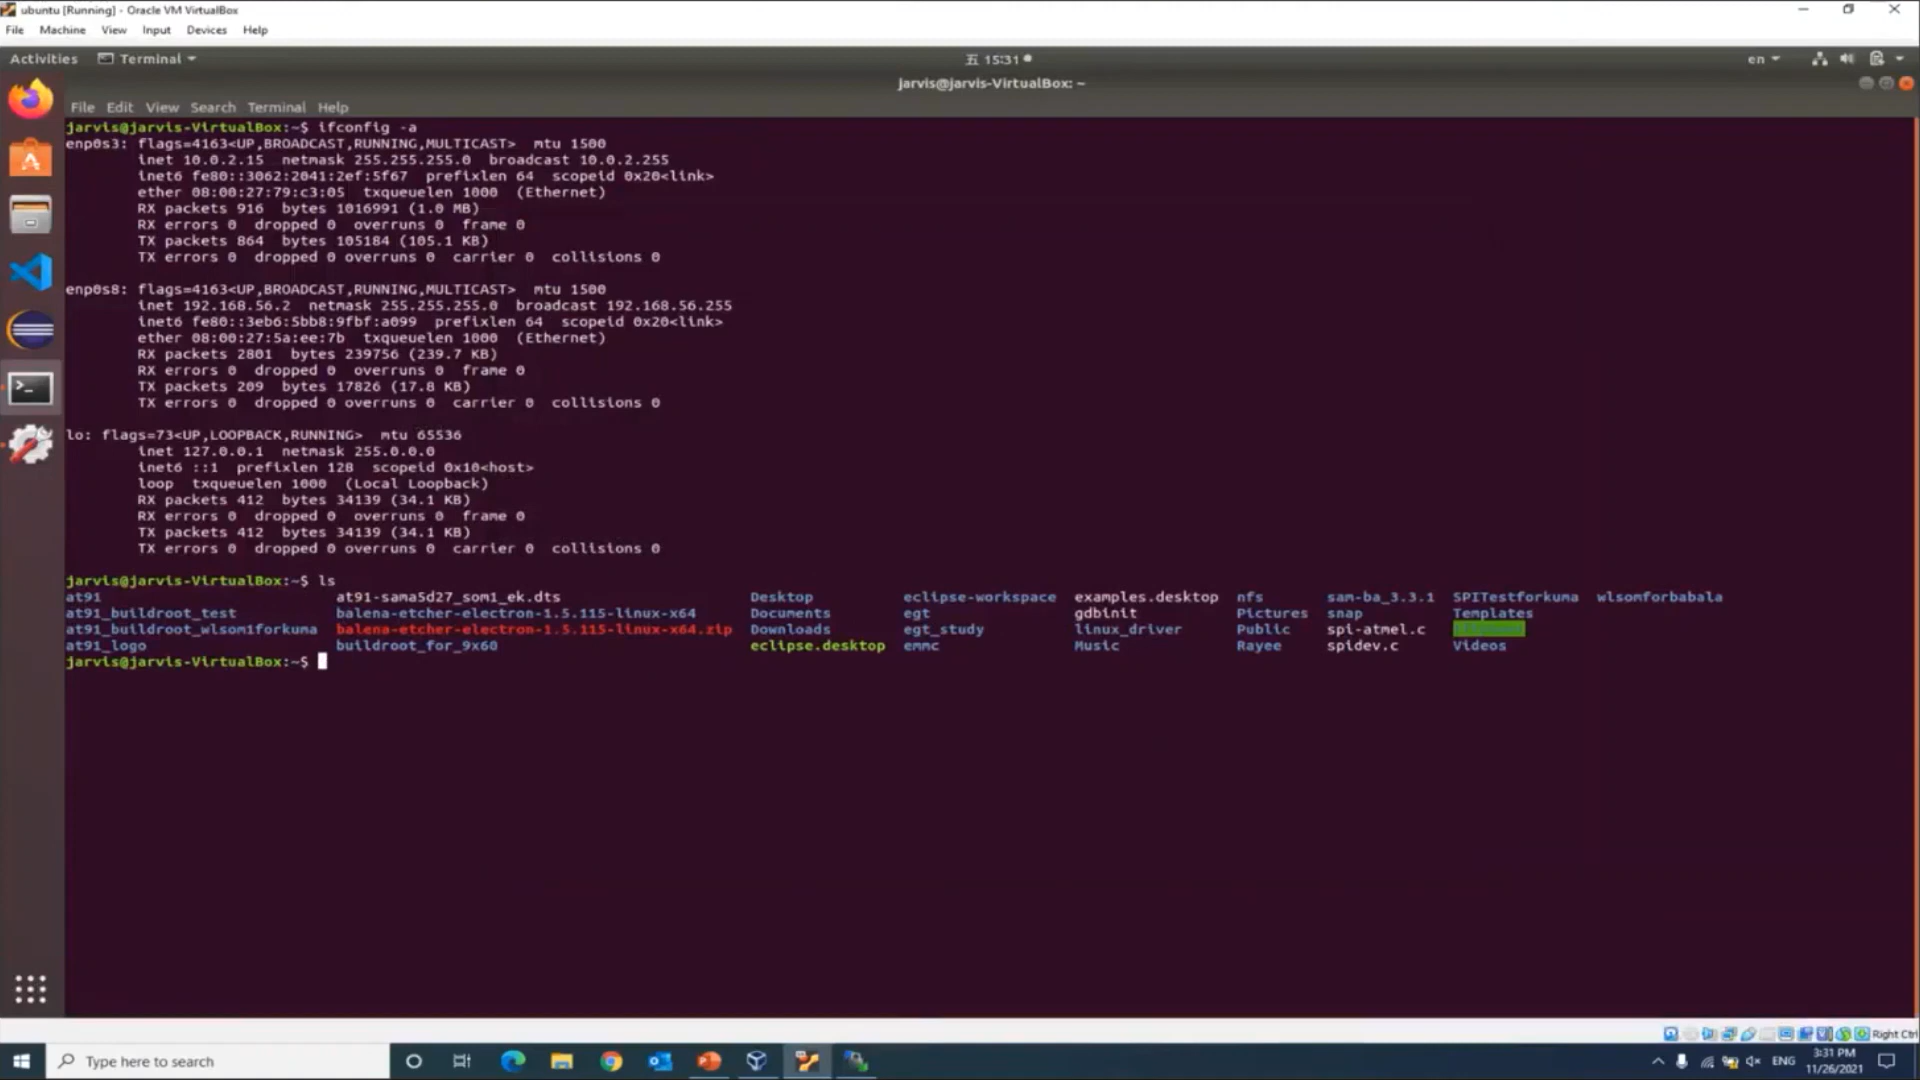 ubuntu [Running] - Oracle VM VirtualBox
File Machine View Input Devices Help
Activities Terminal 五 15:31 en
jarvis@jarvis-VirtualBox: ~
File Edit View Search Terminal Help
jarvis@jarvis-VirtualBox:~$ ifconfig -a
enp0s3: flags=4163<UP,BROADCAST,RUNNING,MULTICAST> mtu 1500
inet 10.0.2.15 netmask 255.255.255.0 broadcast 10.0.2.255
inet6 fe80::3062:2041:2ef:5f67 prefixlen 64 scopeid 0x20<link>
ether 08:00:27:79:c3:05 txqueuelen 1000 (Ethernet)
RX packets 916 bytes 1016991 (1.0 MB)
RX errors 0 dropped 0 overruns 0 frame 0
TX packets 864 bytes 105184 (105.1 KB)
TX errors 0 dropped 0 overruns 0 carrier 0 collisions 0
enp0s8: flags=4163<UP,BROADCAST,RUNNING,MULTICAST> mtu 1500
inet 192.168.56.2 netmask 255.255.255.0 broadcast 192.168.56.255
inet6 fe80::3eb6:5bb8:9fbf:a099 prefixlen 64 scopeid 0x20<link>
ether 08:00:27:5a:ee:7b txqueuelen 1000 (Ethernet)
RX packets 2801 bytes 239756 (239.7 KB)
RX errors 0 dropped 0 overruns 0 frame 0
TX packets 209 bytes 17826 (17.8 KB)
TX errors 0 dropped 0 overruns 0 carrier 0 collisions 0
lo: flags=73<UP,LOOPBACK,RUNNING> mtu 65536
inet 127.0.0.1 netmask 255.0.0.0
inet6 ::1 prefixlen 128 scopeid 0x10<host>
loop txqueuelen 1000 (Local Loopback)
RX packets 412 bytes 34139 (34.1 KB)
RX errors 0 dropped 0 overruns 0 frame 0
TX packets 412 bytes 34139 (34.1 KB)
TX errors 0 dropped 0 overruns 0 carrier 0 collisions 0
jarvis@jarvis-VirtualBox:~$ ls
at91 at91-sama5d27_som1_ek.dts Desktop eclipse-workspace examples.desktop nfs sam-ba_3.3.1 SPITestforkuma wlsomforbabala
at91_buildroot_test balena-etcher-electron-1.5.115-linux-x64 Documents egt gdbinit Pictures snap Templates
at91_buildroot_wlsom1forkuma balena-etcher-electron-1.5.115-linux-x64.zip Downloads egt_study linux_driver Public spi-atmel.c
at91_logo buildroot_for_9x60 eclipse.desktop emmc Music Rayee spidev.c Videos
jarvis@jarvis-VirtualBox:~$
Right Ctrl
Type here to search
ENG
3:31 PM
11/26/2021